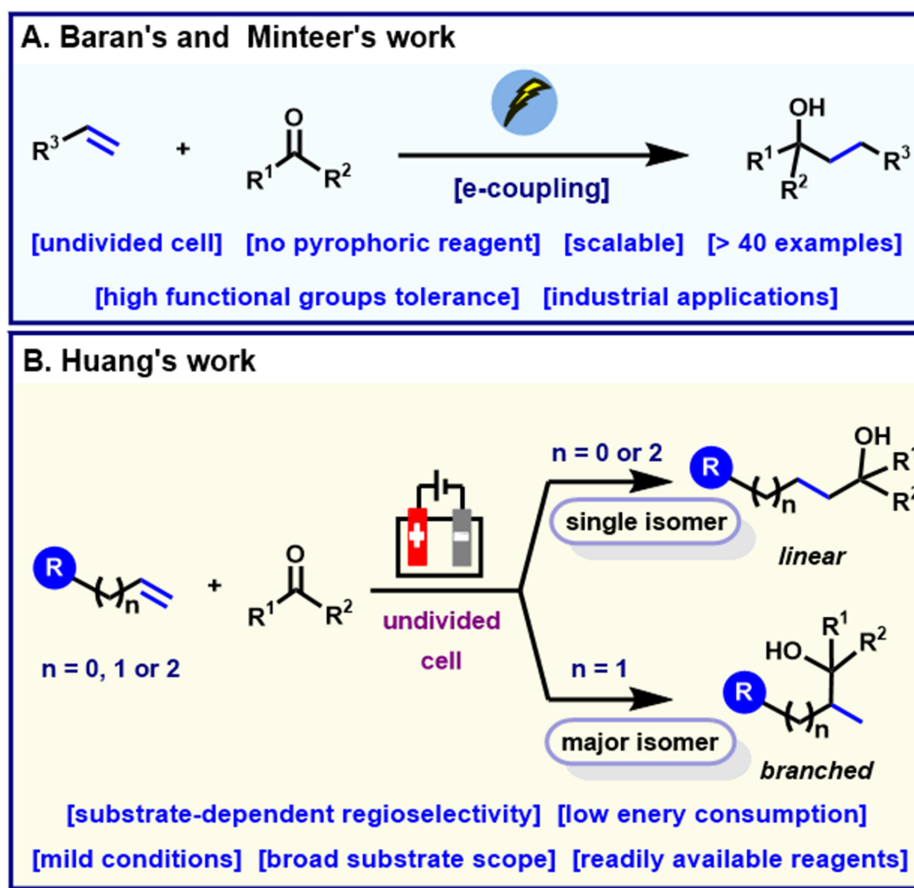 A. Baran's and Minteer's work
R³ + O R¹ R² [e-coupling] OH R¹ R² R³
[undivided cell] [no pyrophoric reagent] [scalable] [> 40 examples]
[high functional groups tolerance] [industrial applications]
B. Huang's work
n = 0 or 2
single isomer
R ( )n OH R¹ R²
linear
R ( )n + O R¹ R²
n = 0, 1 or 2
+ −
undivided
cell
n = 1
major isomer
HO R¹ R² R ( )n
branched
[substrate-dependent regioselectivity] [low enery consumption]
[mild conditions] [broad substrate scope] [readily available reagents]